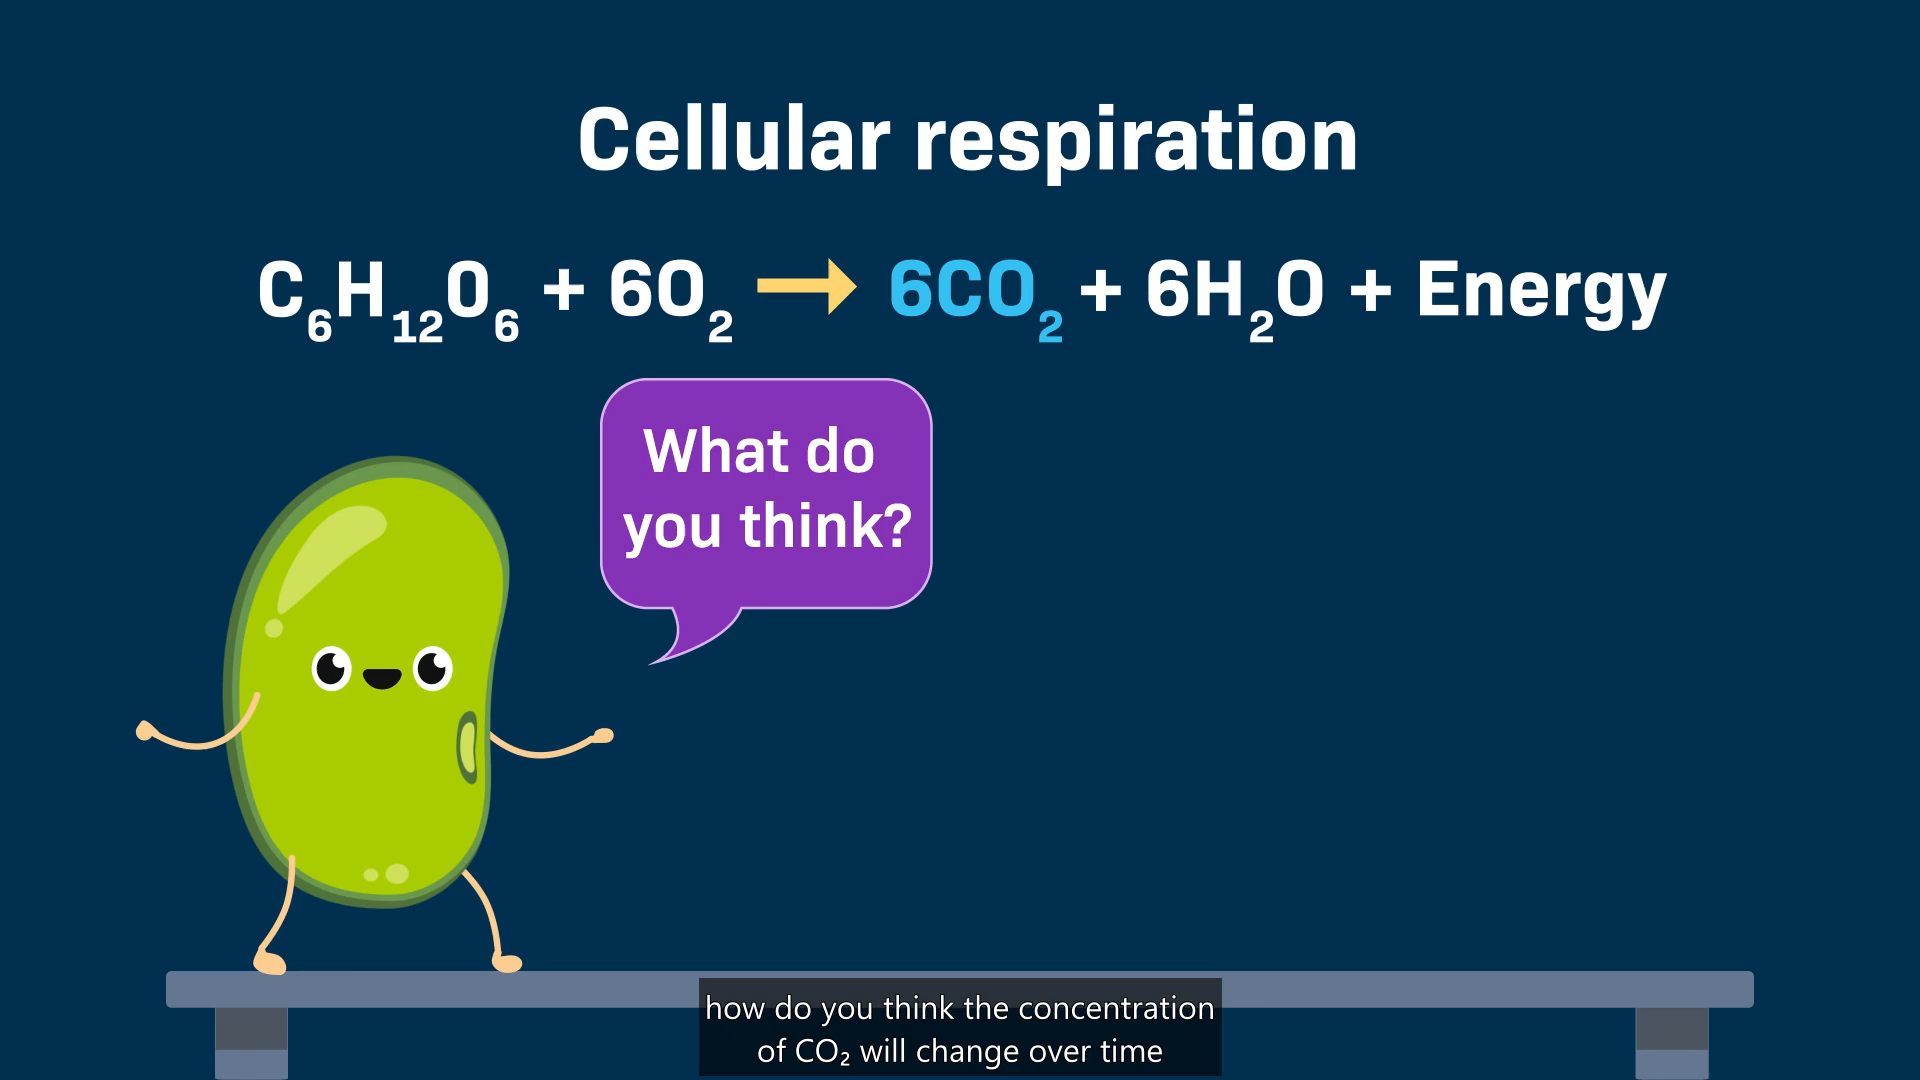 Cellular respiration
C₆H₁₂O₆ + 6O₂ → 6CO₂ + 6H₂O + Energy
What do
you think?
how do you think the concentration
of CO₂ will change over time